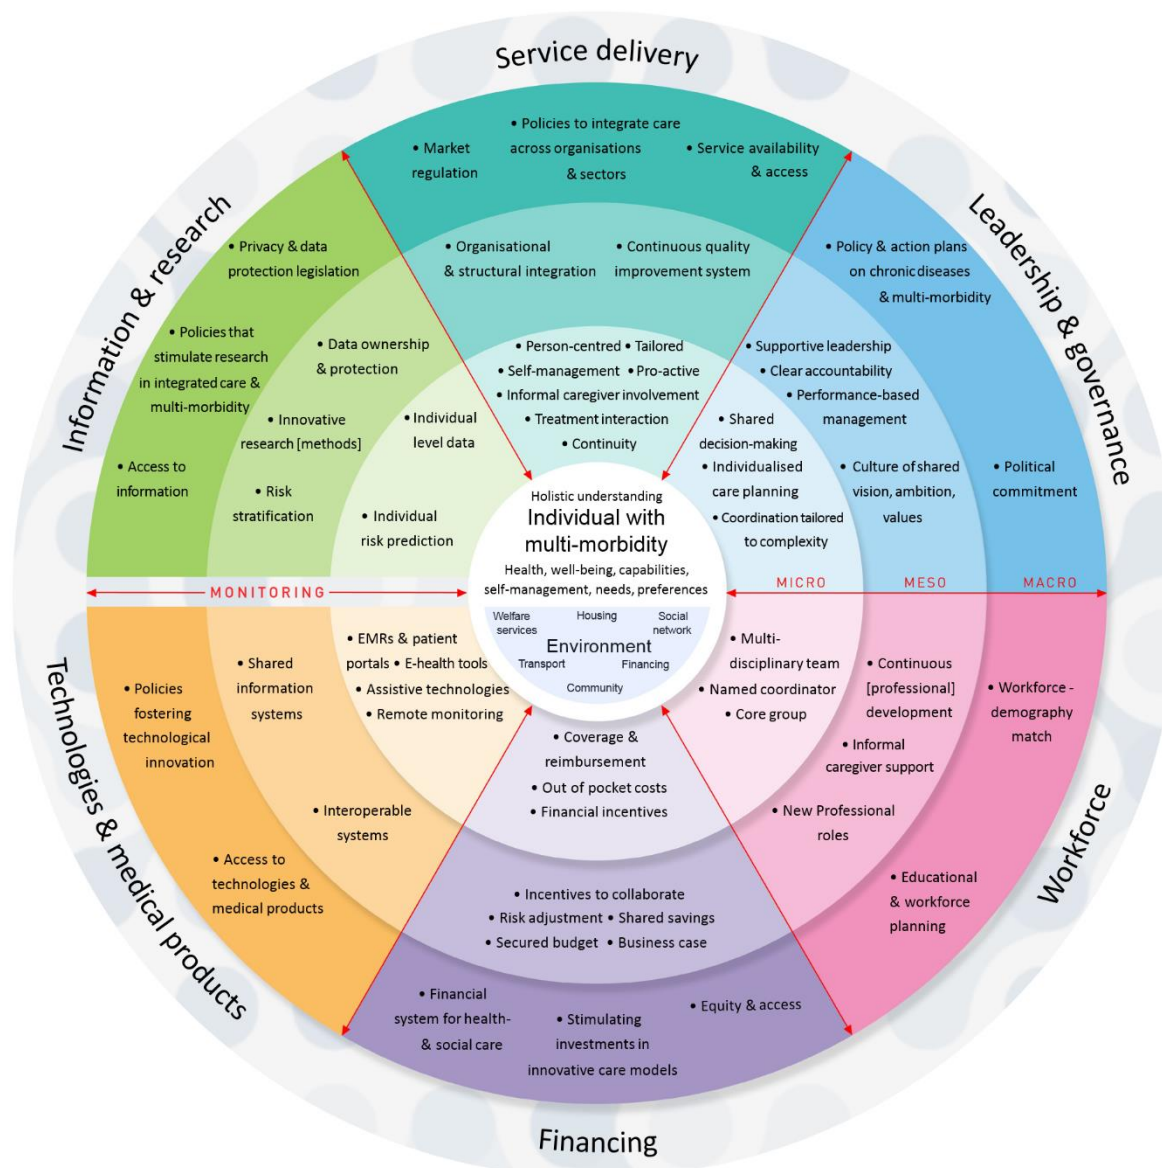 Service delivery
• Policies to integrate care
across organisations
& sectors
• Market
regulation
• Service availability
& access
• Organisational
& structural integration
• Continuous quality
improvement system
• Person-centred • Tailored
• Self-management • Pro-active
• Informal caregiver involvement
• Treatment interaction
• Continuity
Leadership & governance
• Policy & action plans
on chronic diseases
& multi-morbidity
• Political
commitment
• Supportive leadership
• Clear accountability
• Performance-based
management
• Culture of shared
vision, ambition,
values
• Shared
decision-making
• Individualised
care planning
• Coordination tailored
to complexity
Information & research
• Privacy & data
protection legislation
• Policies that
stimulate research
in integrated care &
multi-morbidity
• Access to
information
• Data ownership
& protection
• Innovative
research [methods]
• Risk
stratification
• Individual
level data
• Individual
risk prediction
Holistic understanding
Individual with
multi-morbidity
Health, well-being, capabilities,
self-management, needs, preferences
Welfare
services
Housing
Social
network
Environment
Transport
Financing
Community
MONITORING
MICRO
MESO
MACRO
Technologies & medical products
• EMRs & patient
portals • E-health tools
• Assistive technologies
• Remote monitoring
• Shared
information
systems
• Interoperable
systems
• Policies
fostering
technological
innovation
• Access to
technologies &
medical products
Workforce
• Multi-
disciplinary team
• Named coordinator
• Core group
• Continuous
[professional]
development
• Informal
caregiver support
• New Professional
roles
• Workforce -
demography
match
• Educational
& workforce
planning
• Coverage &
reimbursement
• Out of pocket costs
• Financial incentives
• Incentives to collaborate
• Risk adjustment • Shared savings
• Secured budget • Business case
• Financial
system for health-
& social care
• Stimulating
investments in
innovative care models
• Equity & access
Financing